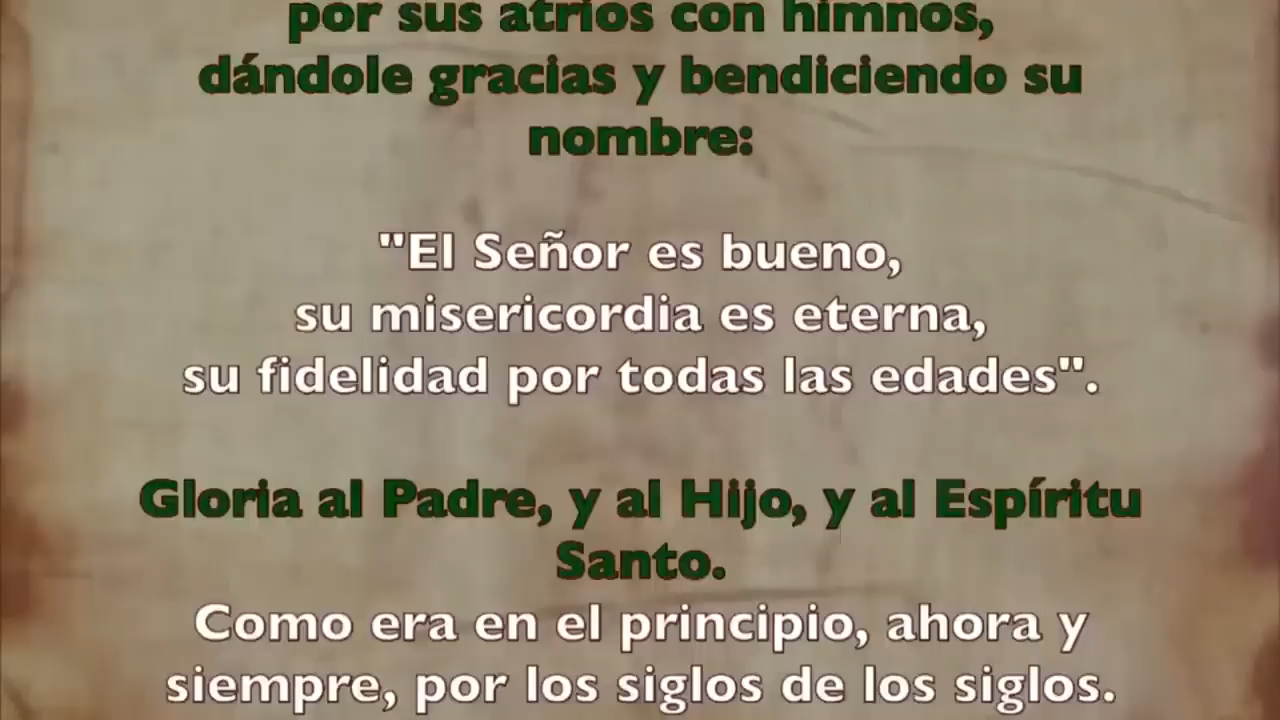 por sus atrios con himnos,
dándole gracias y bendiciendo su
nombre:
"El Señor es bueno,
su misericordia es eterna,
su fidelidad por todas las edades".
Gloria al Padre, y al Hijo, y al Espíritu
Santo.
Como era en el principio, ahora y
siempre, por los siglos de los siglos.